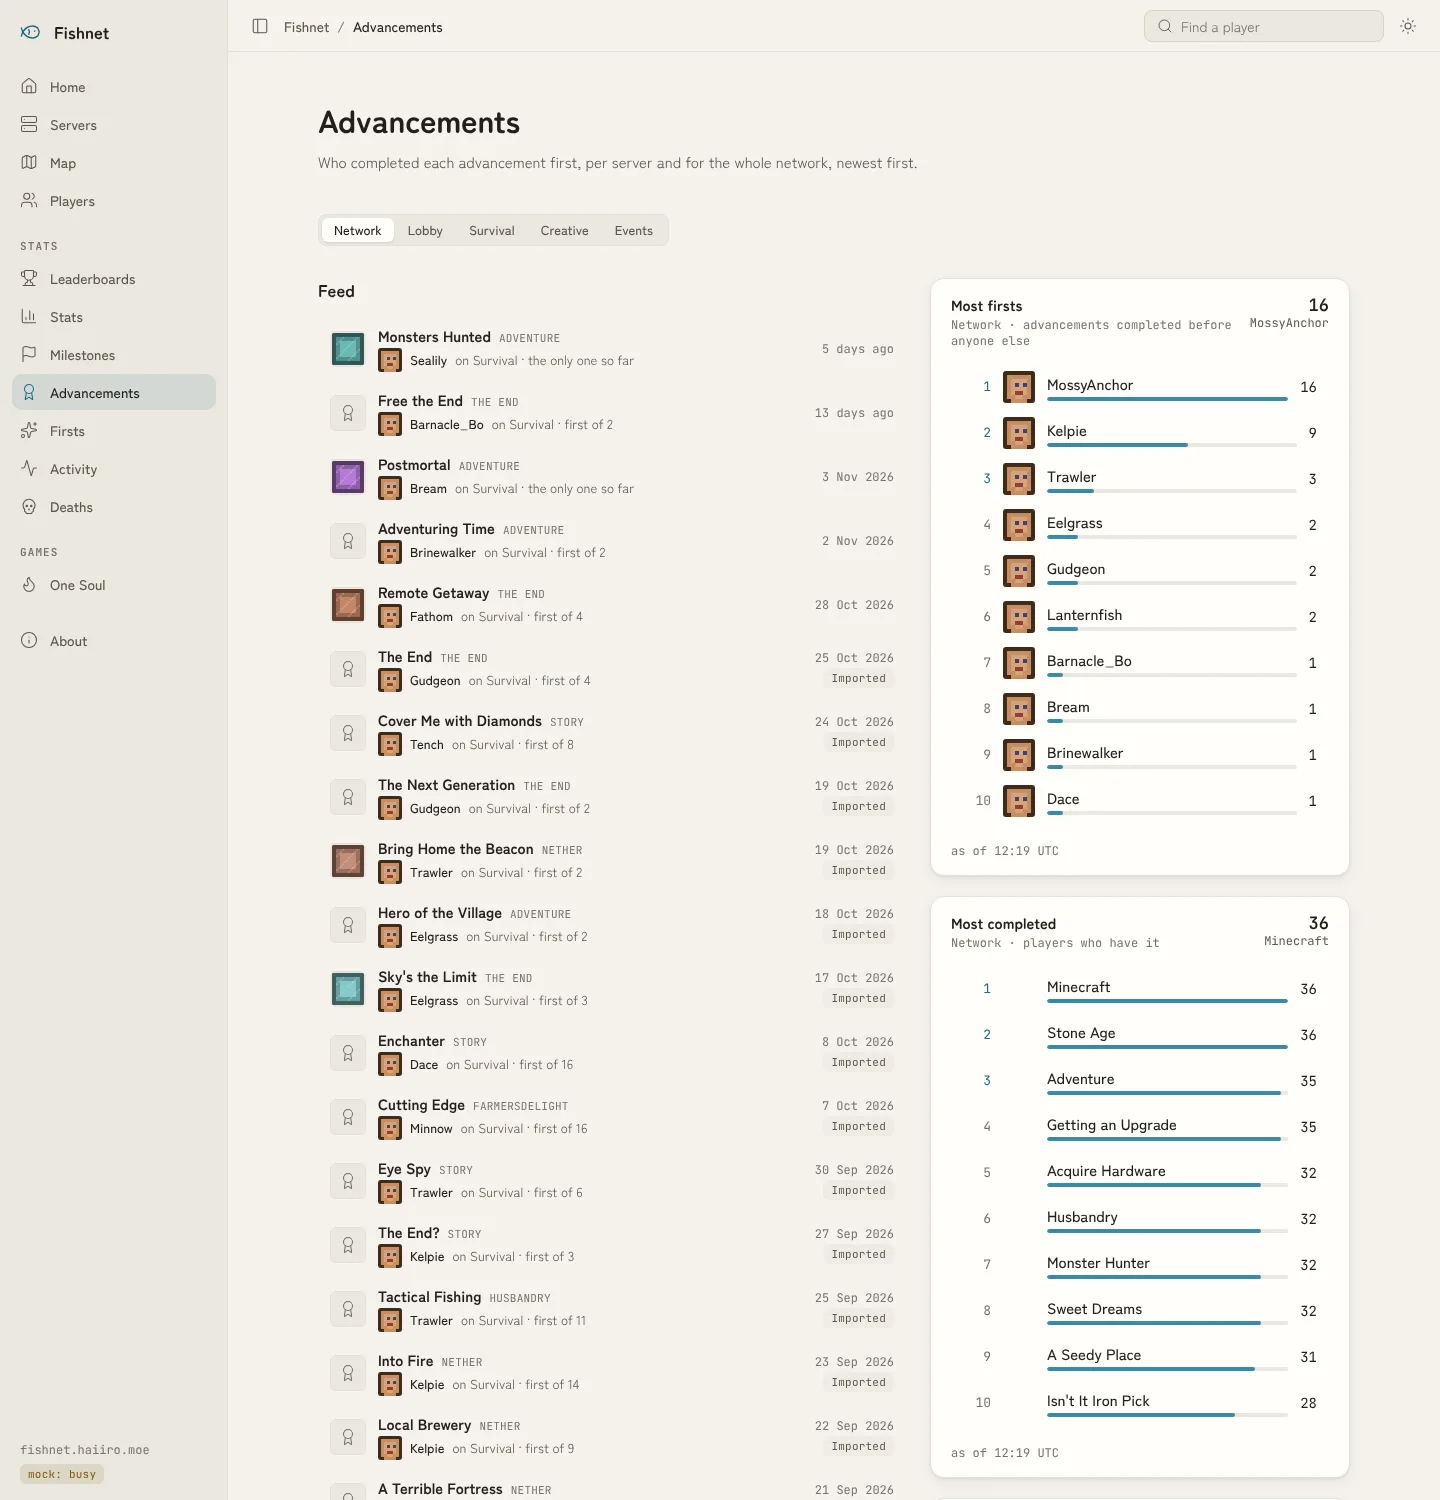 Fishnet
Home
Servers
Map
Players
STATS
Leaderboards
Stats
Milestones
Advancements
Firsts
Activity
Deaths
GAMES
One Soul
About
fishnet.haiiro.moe
mock: busy
Fishnet / Advancements
Find a player
Advancements
Who completed each advancement first, per server and for the whole network, newest first.
Network Lobby Survival Creative Events
Feed
Monsters Hunted ADVENTURE
Sealily on Survival · the only one so far
5 days ago
Free the End THE END
Barnacle_Bo on Survival · first of 2
13 days ago
Postmortal ADVENTURE
Bream on Survival · the only one so far
3 Nov 2026
Adventuring Time ADVENTURE
Brinewalker on Survival · first of 2
2 Nov 2026
Remote Getaway THE END
Fathom on Survival · first of 4
28 Oct 2026
The End THE END
Gudgeon on Survival · first of 4
25 Oct 2026
Imported
Cover Me with Diamonds STORY
Tench on Survival · first of 8
24 Oct 2026
Imported
The Next Generation THE END
Gudgeon on Survival · first of 2
19 Oct 2026
Imported
Bring Home the Beacon NETHER
Trawler on Survival · first of 2
19 Oct 2026
Imported
Hero of the Village ADVENTURE
Eelgrass on Survival · first of 2
18 Oct 2026
Imported
Sky's the Limit THE END
Eelgrass on Survival · first of 3
17 Oct 2026
Imported
Enchanter STORY
Dace on Survival · first of 16
8 Oct 2026
Imported
Cutting Edge FARMERSDELIGHT
Minnow on Survival · first of 16
7 Oct 2026
Imported
Eye Spy STORY
Trawler on Survival · first of 6
30 Sep 2026
Imported
The End? STORY
Kelpie on Survival · first of 3
27 Sep 2026
Imported
Tactical Fishing HUSBANDRY
Trawler on Survival · first of 11
25 Sep 2026
Imported
Into Fire NETHER
Kelpie on Survival · first of 14
23 Sep 2026
Imported
Local Brewery NETHER
Kelpie on Survival · first of 9
22 Sep 2026
Imported
A Terrible Fortress NETHER
21 Sep 2026
Most firsts
Network · advancements completed before anyone else
16
MossyAnchor
1 MossyAnchor 16
2 Kelpie 9
3 Trawler 3
4 Eelgrass 2
5 Gudgeon 2
6 Lanternfish 2
7 Barnacle_Bo 1
8 Bream 1
9 Brinewalker 1
10 Dace 1
as of 12:19 UTC
Most completed
Network · players who have it
36
Minecraft
1 Minecraft 36
2 Stone Age 36
3 Adventure 35
4 Getting an Upgrade 35
5 Acquire Hardware 32
6 Husbandry 32
7 Monster Hunter 32
8 Sweet Dreams 32
9 A Seedy Place 31
10 Isn't It Iron Pick 28
as of 12:19 UTC